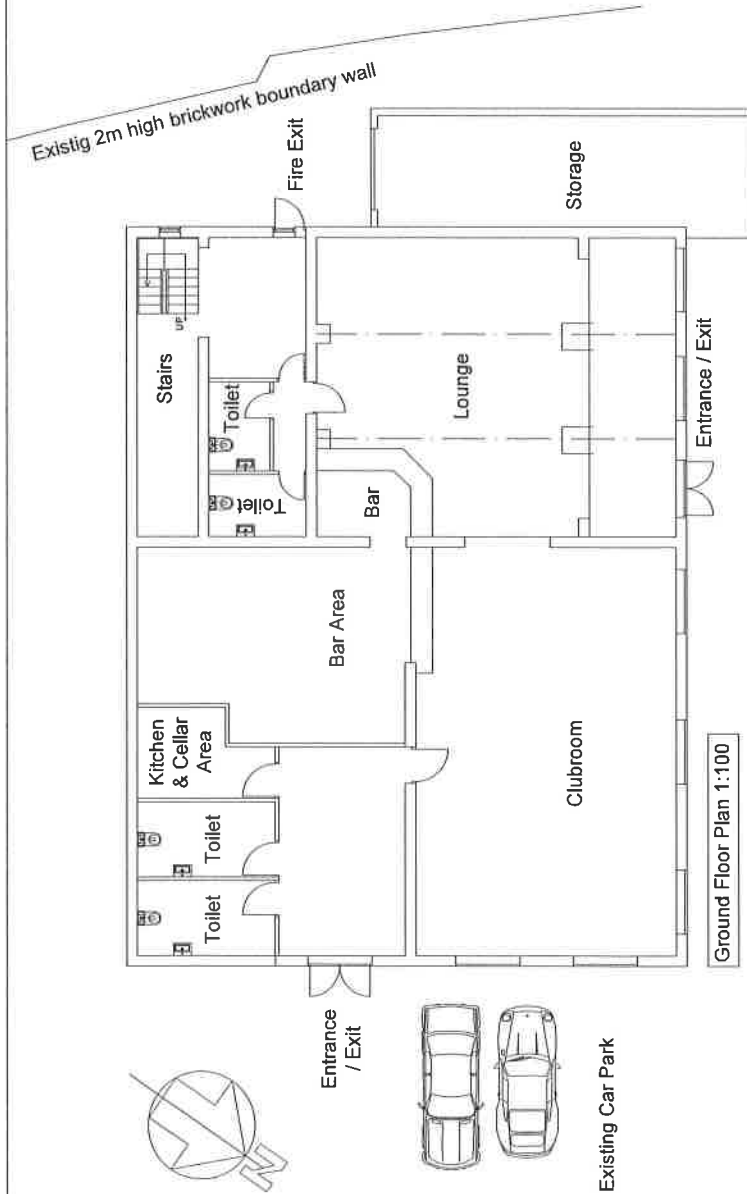 Existig 2m high brickwork boundary wall
Fire Exit
Storage
Stairs
UP
Toilet
Toilet
Lounge
Bar
Entrance / Exit
Bar Area
Kitchen
& Cellar
Area
Toilet
Toilet
Clubroom
Entrance
/ Exit
Existing Car Park
N
Ground Floor Plan 1:100